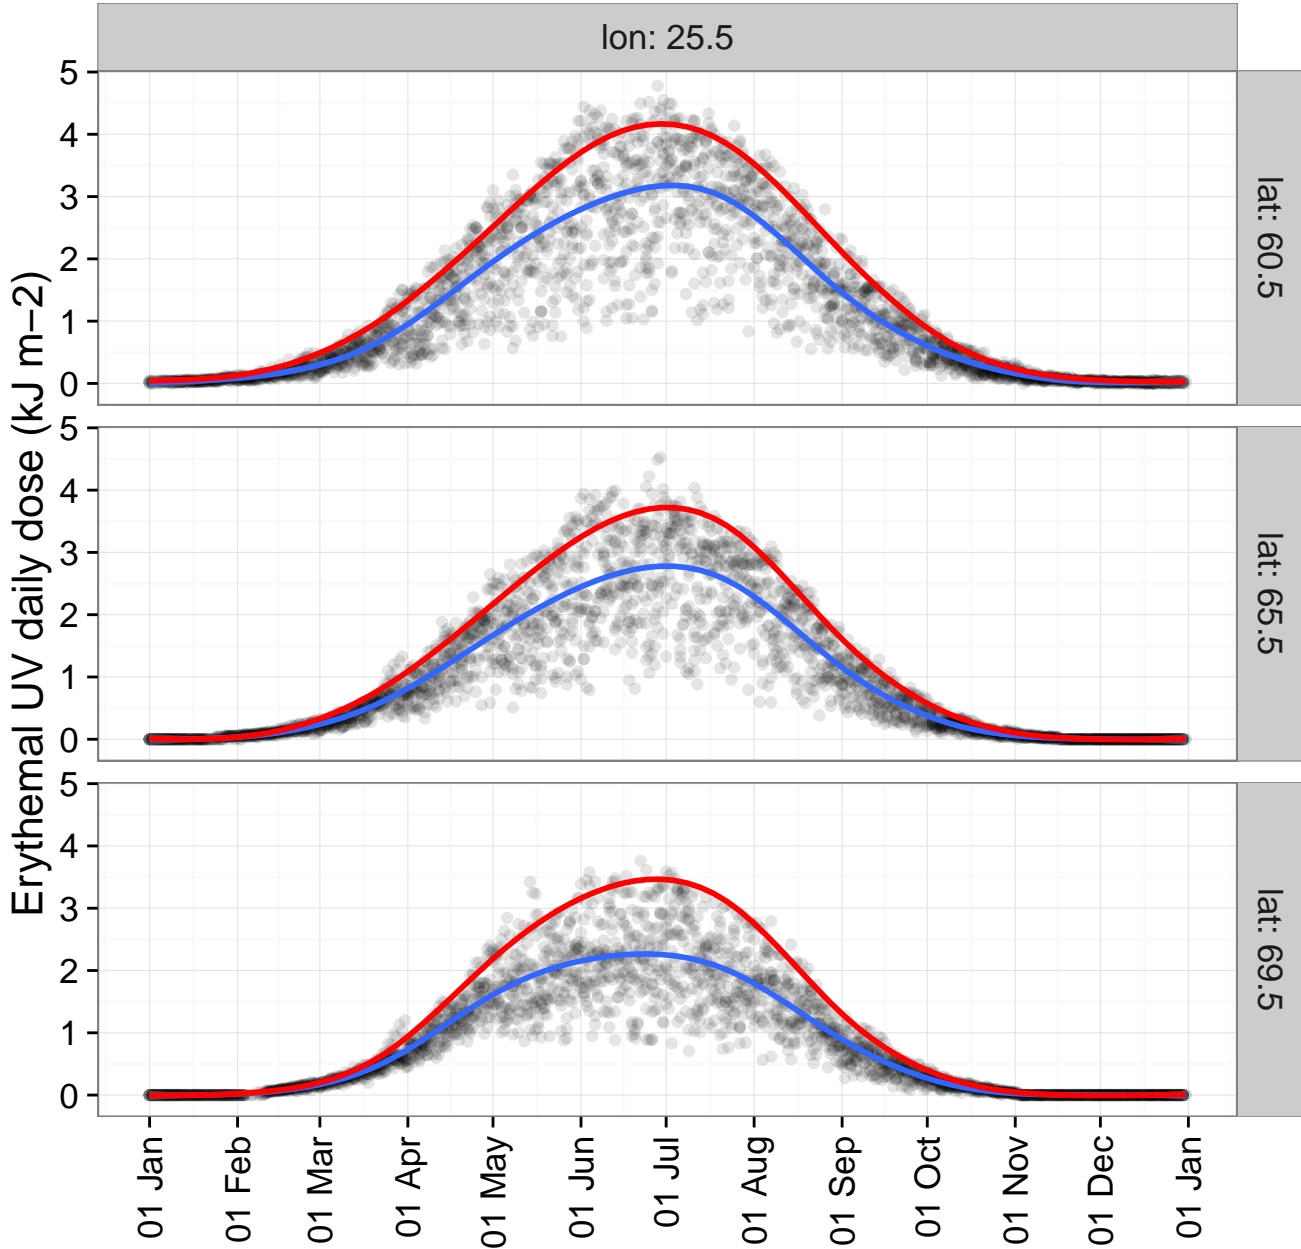 lon: 25.5
Erythemal UV daily dose (kJ m−2)
5
4
3
2
1
0
lat: 60.5
5
4
3
2
1
0
lat: 65.5
5
4
3
2
1
0
lat: 69.5
01 Jan
01 Feb
01 Mar
01 Apr
01 May
01 Jun
01 Jul
01 Aug
01 Sep
01 Oct
01 Nov
01 Dec
01 Jan